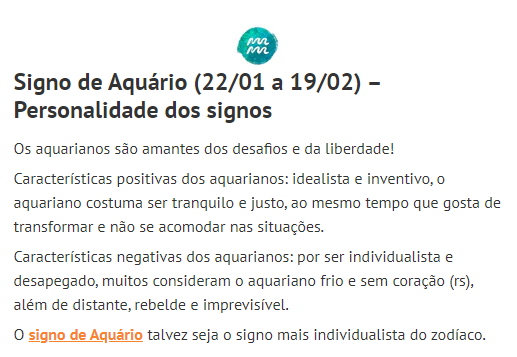 Signo de Aquário (22/01 a 19/02) –
Personalidade dos signos
Os aquarianos são amantes dos desafios e da liberdade!
Características positivas dos aquarianos: idealista e inventivo, o
aquariano costuma ser tranquilo e justo, ao mesmo tempo que gosta de
transformar e não se acomodar nas situações.
Características negativas dos aquarianos: por ser individualista e
desapegado, muitos consideram o aquariano frio e sem coração (rs),
além de distante, rebelde e imprevisível.
O signo de Aquário talvez seja o signo mais individualista do zodíaco.